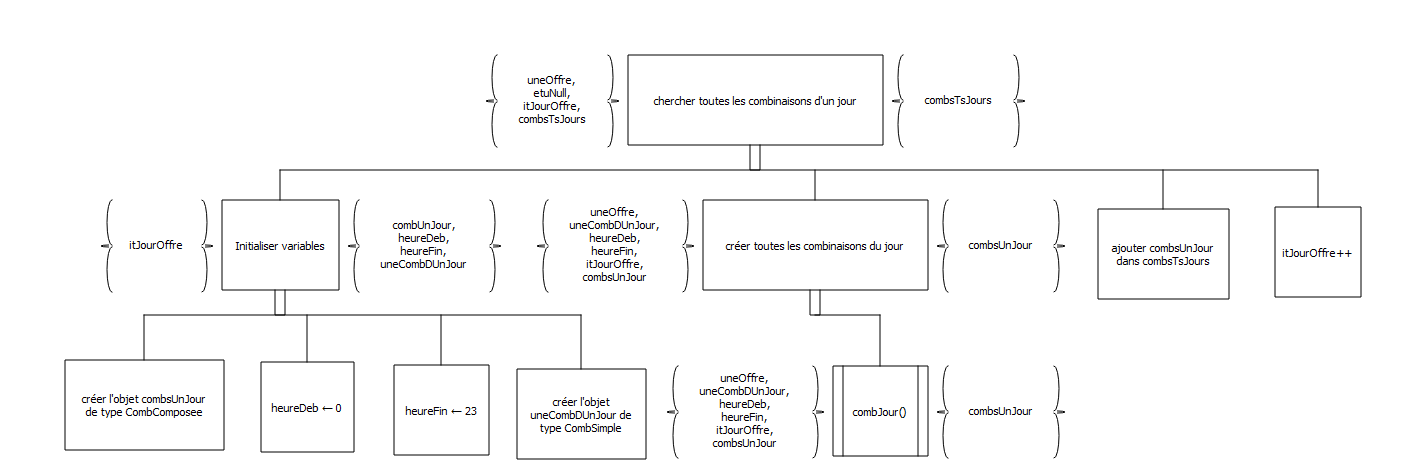 uneOffre,
etuNull,
itJourOffre,
combsTsJours
chercher toutes les combinaisons d'un jour
combsTsJours
itJourOffre
Initialiser variables
combUnJour,
heureDeb,
heureFin,
uneCombDUnJour
uneOffre,
uneCombDUnJour,
heureDeb,
heureFin,
itJourOffre,
combsUnJour
créer toutes les combinaisons du jour
combsUnJour
ajouter combsUnJour
dans combsTsJours
itJourOffre++
créer l'objet combsUnJour
de type CombComposee
heureDeb ← 0
heureFin ← 23
créer l'objet
uneCombDUnJour de
type CombSimple
uneOffre,
uneCombDUnJour,
heureDeb,
heureFin,
itJourOffre,
combsUnJour
combJour()
combsUnJour